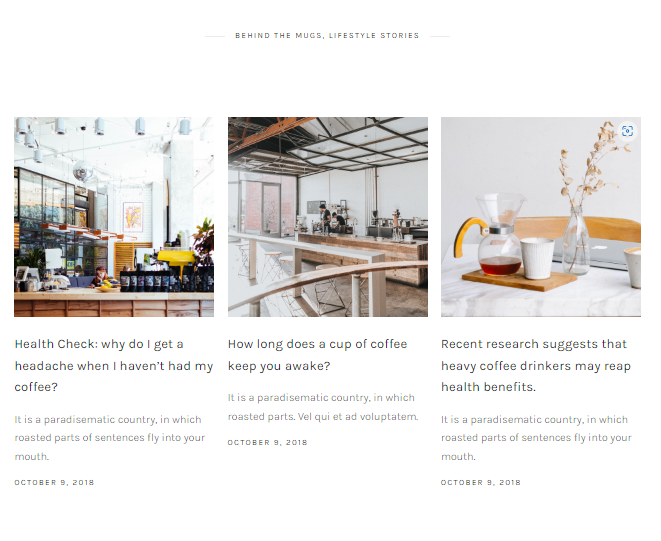 BEHIND THE MUGS, LIFESTYLE STORIES
Health Check: why do I get a
headache when I haven't had my
coffee?
It is a paradisematic country, in which
roasted parts of sentences fly into your
mouth.
OCTOBER 9, 2018
How long does a cup of coffee
keep you awake?
It is a paradisematic country, in which
roasted parts. Vel qui et ad voluptatem.
OCTOBER 9, 2018
Recent research suggests that
heavy coffee drinkers may reap
health benefits.
It is a paradisematic country, in which
roasted parts of sentences fly into your
mouth.
OCTOBER 9, 2018